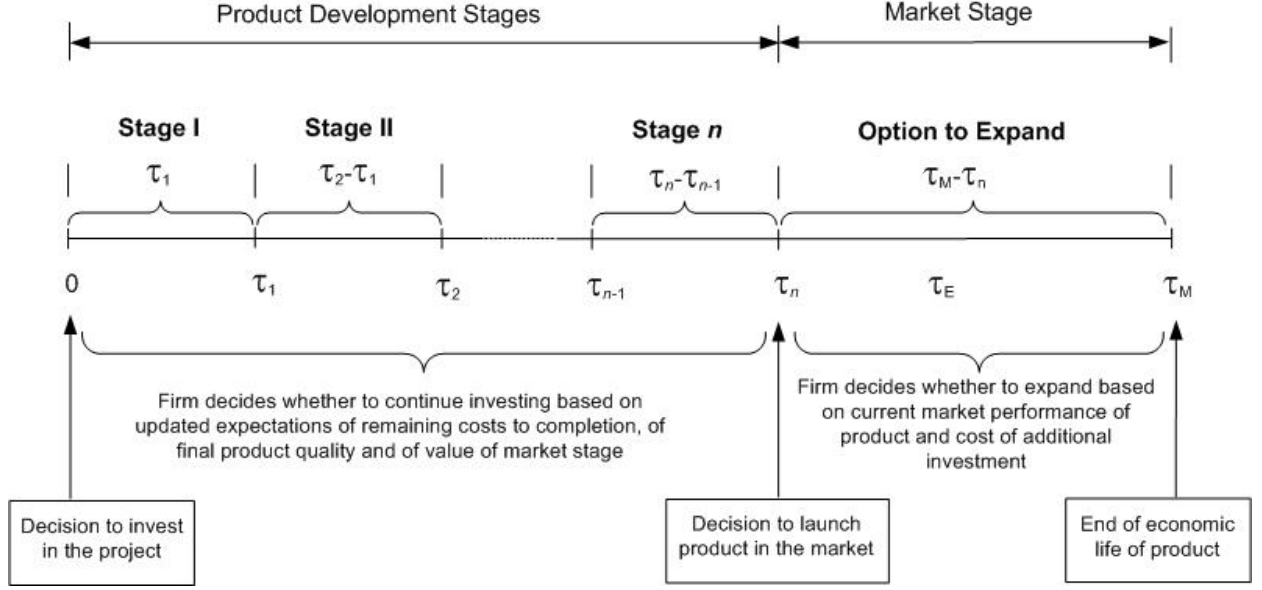 Product Development Stages
Market Stage
Stage I
Stage II
Stage n
Option to Expand
τ1
τ2-τ1
τn-τn-1
τM-τn
0
τ1
τ2
τn-1
τn
τE
τM
Firm decides whether to continue investing based on
updated expectations of remaining costs to completion, of
final product quality and of value of market stage
Firm decides whether to expand based
on current market performance of
product and cost of additional
investment
Decision to invest
in the project
Decision to launch
product in the market
End of economic
life of product